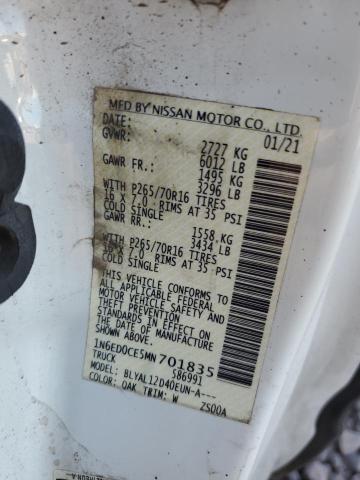 MFD BY NISSAN MOTOR CO., LTD.
DATE: 01/21
GVWR: 2727 KG
6012 LB
GAWR FR.: 1495 KG
3296 LB
WITH P265/70R16 TIRES
16 X 7.0 RIMS AT 35 PSI
COLD SINGLE
GAWR RR.: 1558 KG
3434 LB
WITH P265/70R16 TIRES
16 X 7.0 RIMS AT 35 PSI
COLD SINGLE
THIS VEHICLE CONFORMS TO
ALL APPLICABLE FEDERAL
MOTOR VEHICLE SAFETY
STANDARDS IN EFFECT ON
THE DATE OF MANUFACTURE
SHOWN ABOVE.
1N6ED0CE5MN701835
TRUCK 586991
MODEL: BLYAL12D40EUN-A---
COLOR: QAK TRIM: W ZS00A